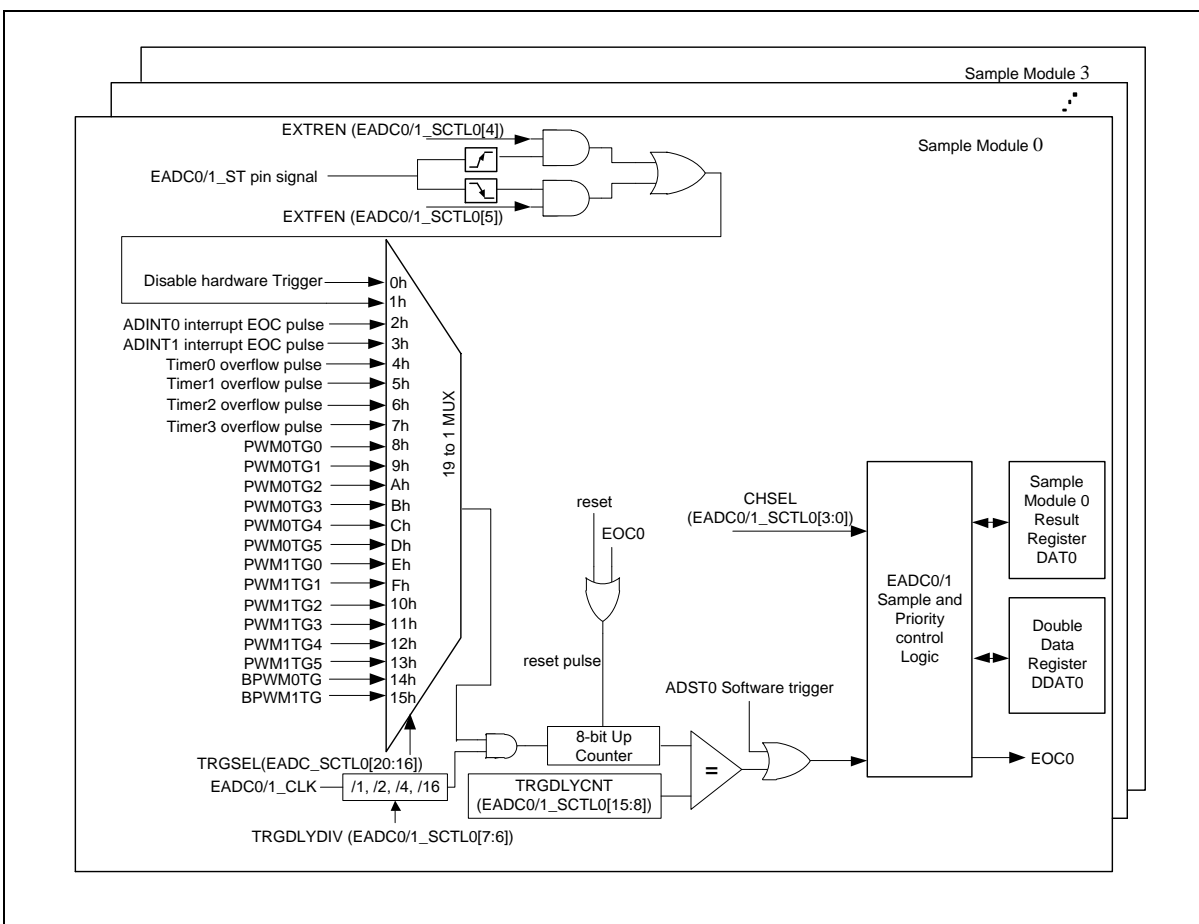 Sample Module 3
Sample Module 0
EXTREN (EADC0/1_SCTL0[4])
EADC0/1_ST pin signal
EXTFEN (EADC0/1_SCTL0[5])
Disable hardware Trigger
0h
1h
ADINT0 interrupt EOC pulse
2h
ADINT1 interrupt EOC pulse
3h
Timer0 overflow pulse
4h
Timer1 overflow pulse
5h
Timer2 overflow pulse
6h
Timer3 overflow pulse
7h
PWM0TG0
8h
PWM0TG1
9h
PWM0TG2
Ah
PWM0TG3
Bh
PWM0TG4
Ch
PWM0TG5
Dh
PWM1TG0
Eh
PWM1TG1
Fh
PWM1TG2
10h
PWM1TG3
11h
PWM1TG4
12h
PWM1TG5
13h
BPWM0TG
14h
BPWM1TG
15h
19 to 1 MUX
TRGSEL(EADC_SCTL0[20:16])
EADC0/1_CLK
/1, /2, /4, /16
TRGDLYDIV (EADC0/1_SCTL0[7:6])
reset
EOC0
reset pulse
8-bit Up
Counter
TRGDLYCNT
(EADC0/1_SCTL0[15:8])
=
ADST0 Software trigger
CHSEL
(EADC0/1_SCTL0[3:0])
EADC0/1
Sample and
Priority
control
Logic
Sample
Module 0
Result
Register
DAT0
Double
Data
Register
DDAT0
EOC0